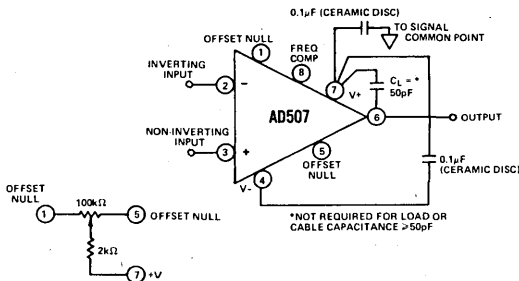 0.1µF (CERAMIC DISC)
TO SIGNAL
COMMON POINT
OFFSET NULL
1
FREQ
COMP
8
INVERTING
INPUT
2
−
7
V+
C_L = *
50pF
AD507
6
OUTPUT
NON-INVERTING
INPUT
3
+
5
OFFSET
NULL
V-
4
0.1µF
(CERAMIC DISC)
*NOT REQUIRED FOR LOAD OR
CABLE CAPACITANCE ≥50pF
OFFSET
NULL
1
100kΩ
5
OFFSET NULL
2kΩ
7
+V